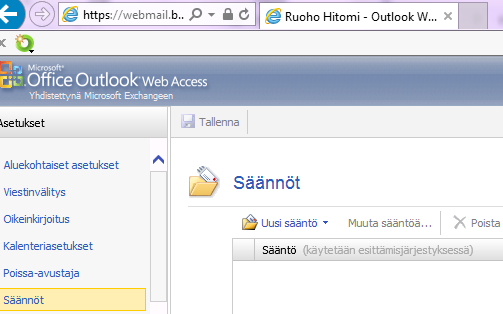 https://webmail.b...
Ruoho Hitomi - Outlook W...
Microsoft
Office Outlook Web Access
Yhdistettynä Microsoft Exchangeen
Asetukset
Tallenna
Aluekohtaiset asetukset
Viestinvälitys
Oikeinkirjoitus
Kalenteriasetukset
Poissa-avustaja
Säännöt
Säännöt
Uusi sääntö
Muuta sääntöä...
Poista
Sääntö (käytetään esittämisjärjestyksessä)